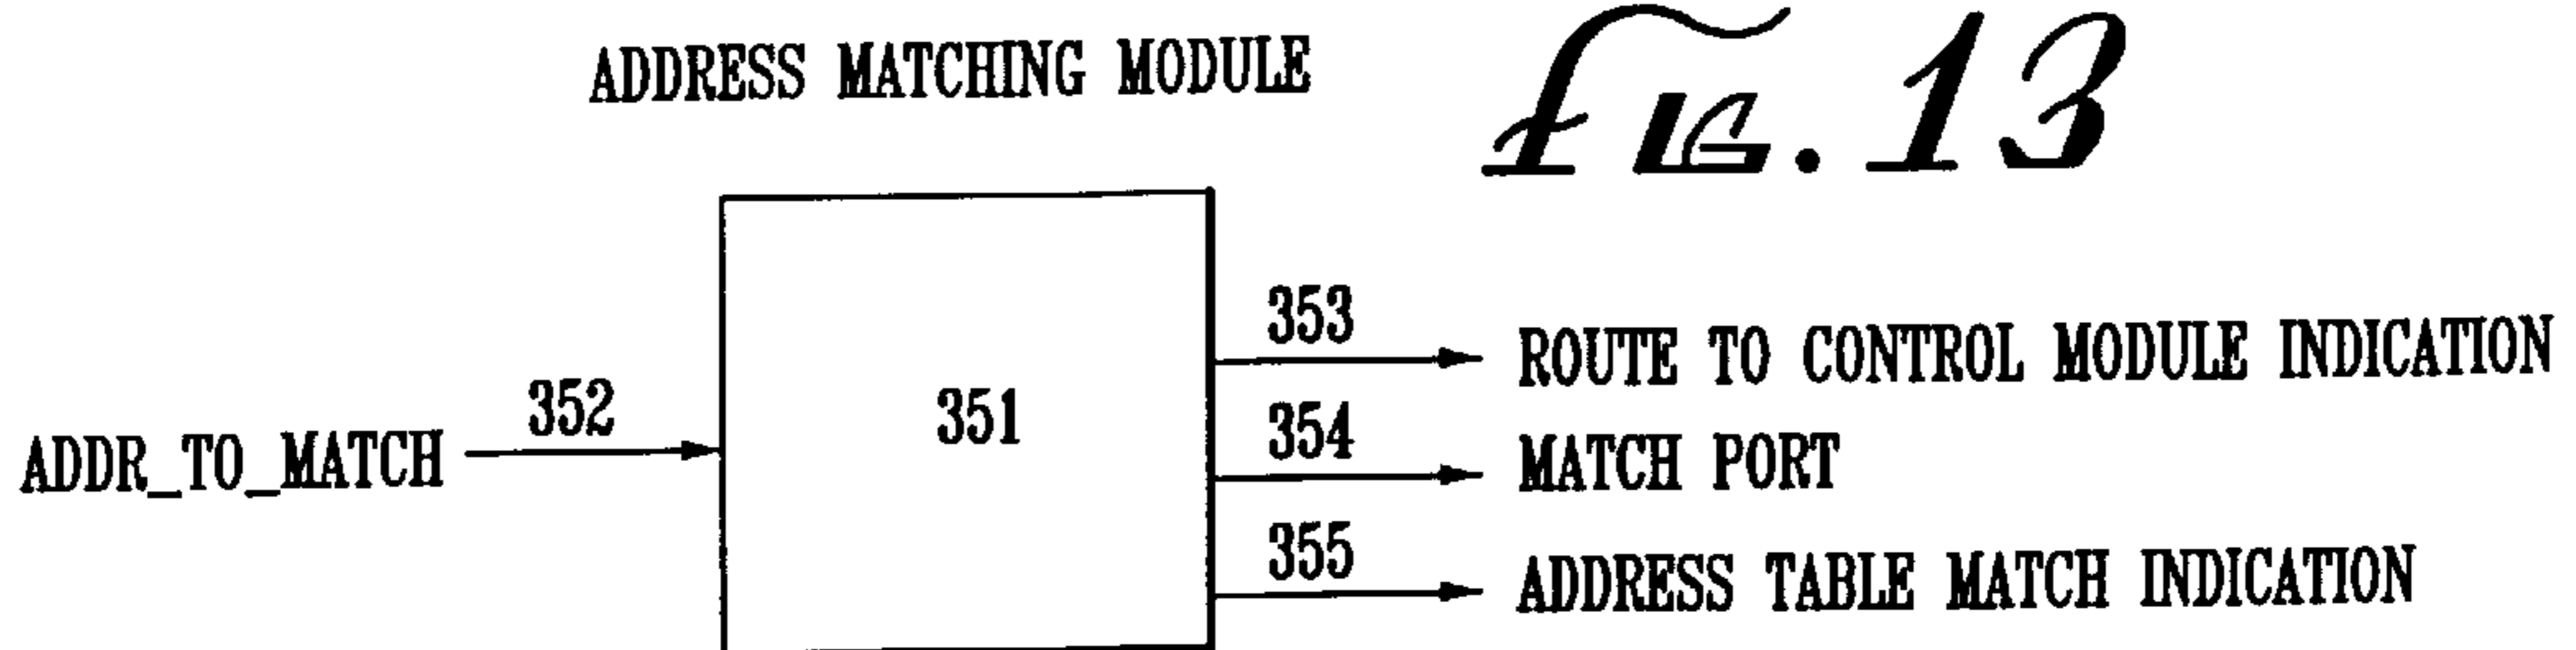 ADDRESS MATCHING MODULE
FIG. 13
353
ROUTE TO CONTROL MODULE INDICATION
352
351
ADDR_TO_MATCH
354
MATCH PORT
355
ADDRESS TABLE MATCH INDICATION